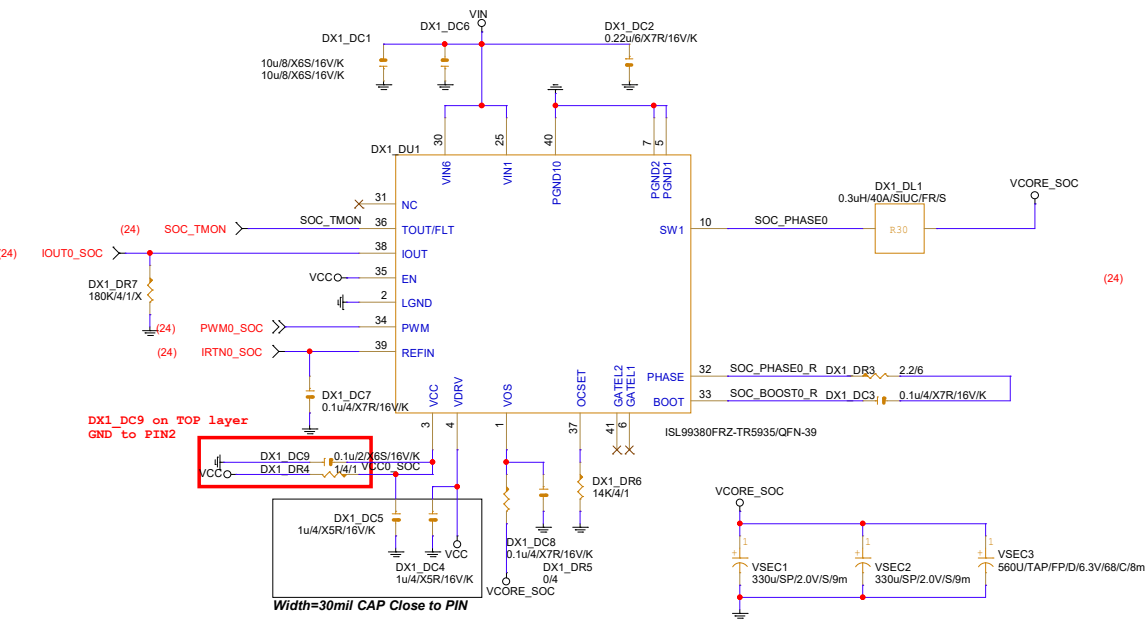 VIN
DX1_DC1
DX1_DC6
DX1_DC2
0.22u/6/X7R/16V/K
10u/8/X6S/16V/K
10u/8/X6S/16V/K
30
25
40
7
5
DX1_DU1
VIN6
VIN1
PGND10
PGND2
PGND1
31
NC
(24)
SOC_TMON
SOC_TMON
36
TOUT/FLT
(24)
IOUT0_SOC
38
IOUT
DX1_DR7
180K/4/1/X
VCC
35
EN
2
LGND
(24)
PWM0_SOC
34
PWM
(24)
IRTN0_SOC
39
REFIN
SW1
10
SOC_PHASE0
DX1_DL1
0.3uH/40A/SIUC/FR/S
R30
VCORE_SOC
(24)
PHASE
32
SOC_PHASE0_R
DX1_DR3
2.2/6
BOOT
33
SOC_BOOST0_R
DX1_DC3
0.1u/4/X7R/16V/K
VCC
VDRV
VOS
OCSET
GATEL2
GATEL1
ISL99380FRZ-TR5935/QFN-39
3
4
1
37
41
6
DX1_DC7
0.1u/4/X7R/16V/K
DX1_DC9 on TOP layer
GND to PIN2
DX1_DC9
0.1u/2/X6S/16V/K
VCC
DX1_DR4
1/4/1
VCC0_SOC
DX1_DC5
1u/4/X5R/16V/K
DX1_DC4
1u/4/X5R/16V/K
VCC
Width=30mil CAP Close to PIN
DX1_DC8
0.1u/4/X7R/16V/K
DX1_DR5
0/4
VCORE_SOC
DX1_DR6
14K/4/1
VCORE_SOC
1
1
1
+
+
+
VSEC1
330u/SP/2.0V/S/9m
VSEC2
330u/SP/2.0V/S/9m
VSEC3
560U/TAP/FP/D/6.3V/68/C/8m